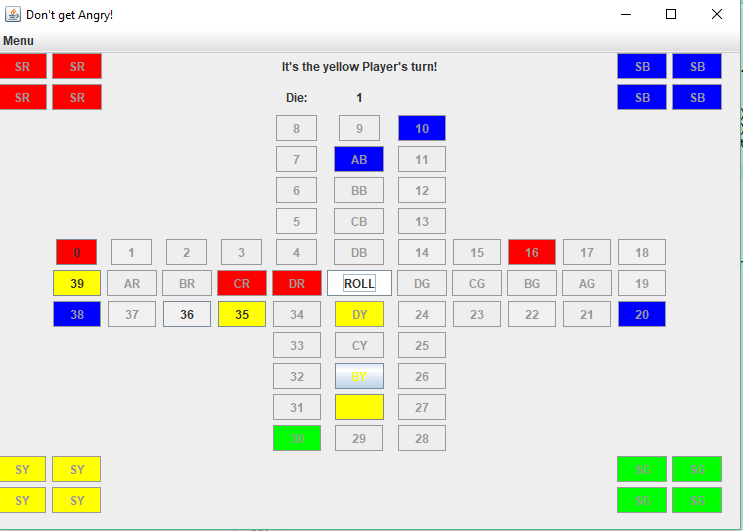 Don't get Angry!
Menu
SR SR It's the yellow Player's turn! SB SB
SR SR Die: 1 SB SB
8 9 10
7 AB 11
6 BB 12
5 CB 13
0 1 2 3 4 DB 14 15 16 17 18
39 AR BR CR DR ROLL DG CG BG AG 19
38 37 36 35 34 DY 24 23 22 21 20
33 CY 25
32 BY 26
31 27
30 29 28
SY SY SG SG
SY SY SG SG